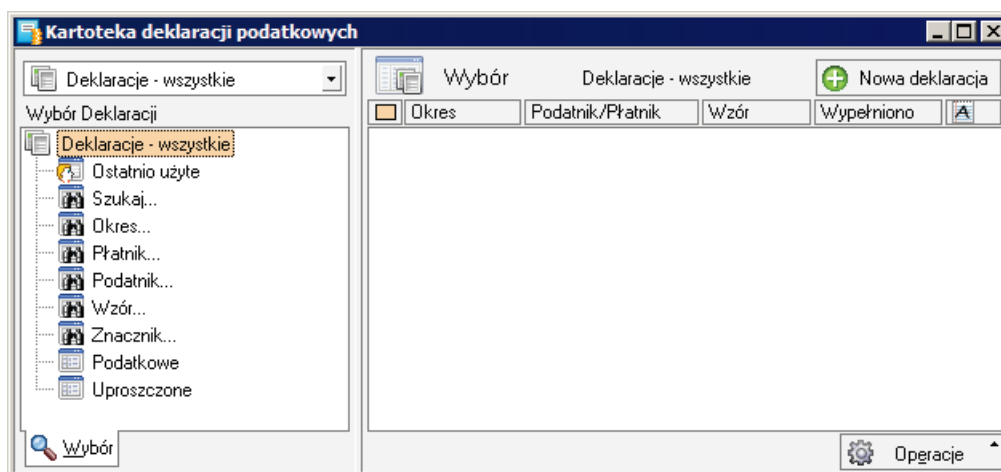 Kartoteka deklaracji podatkowych
Deklaracje - wszystkie
Wybór Deklaracji
Deklaracje - wszystkie
Ostatnio użyte
Szukaj...
Okres...
Płatnik...
Podatnik...
Wzór...
Znacznik...
Podatkowe
Uproszczone
Wybór
Wybór Deklaracje - wszystkie Nowa deklaracja
Okres Podatnik/Płatnik Wzór Wypełniono A
Operacje